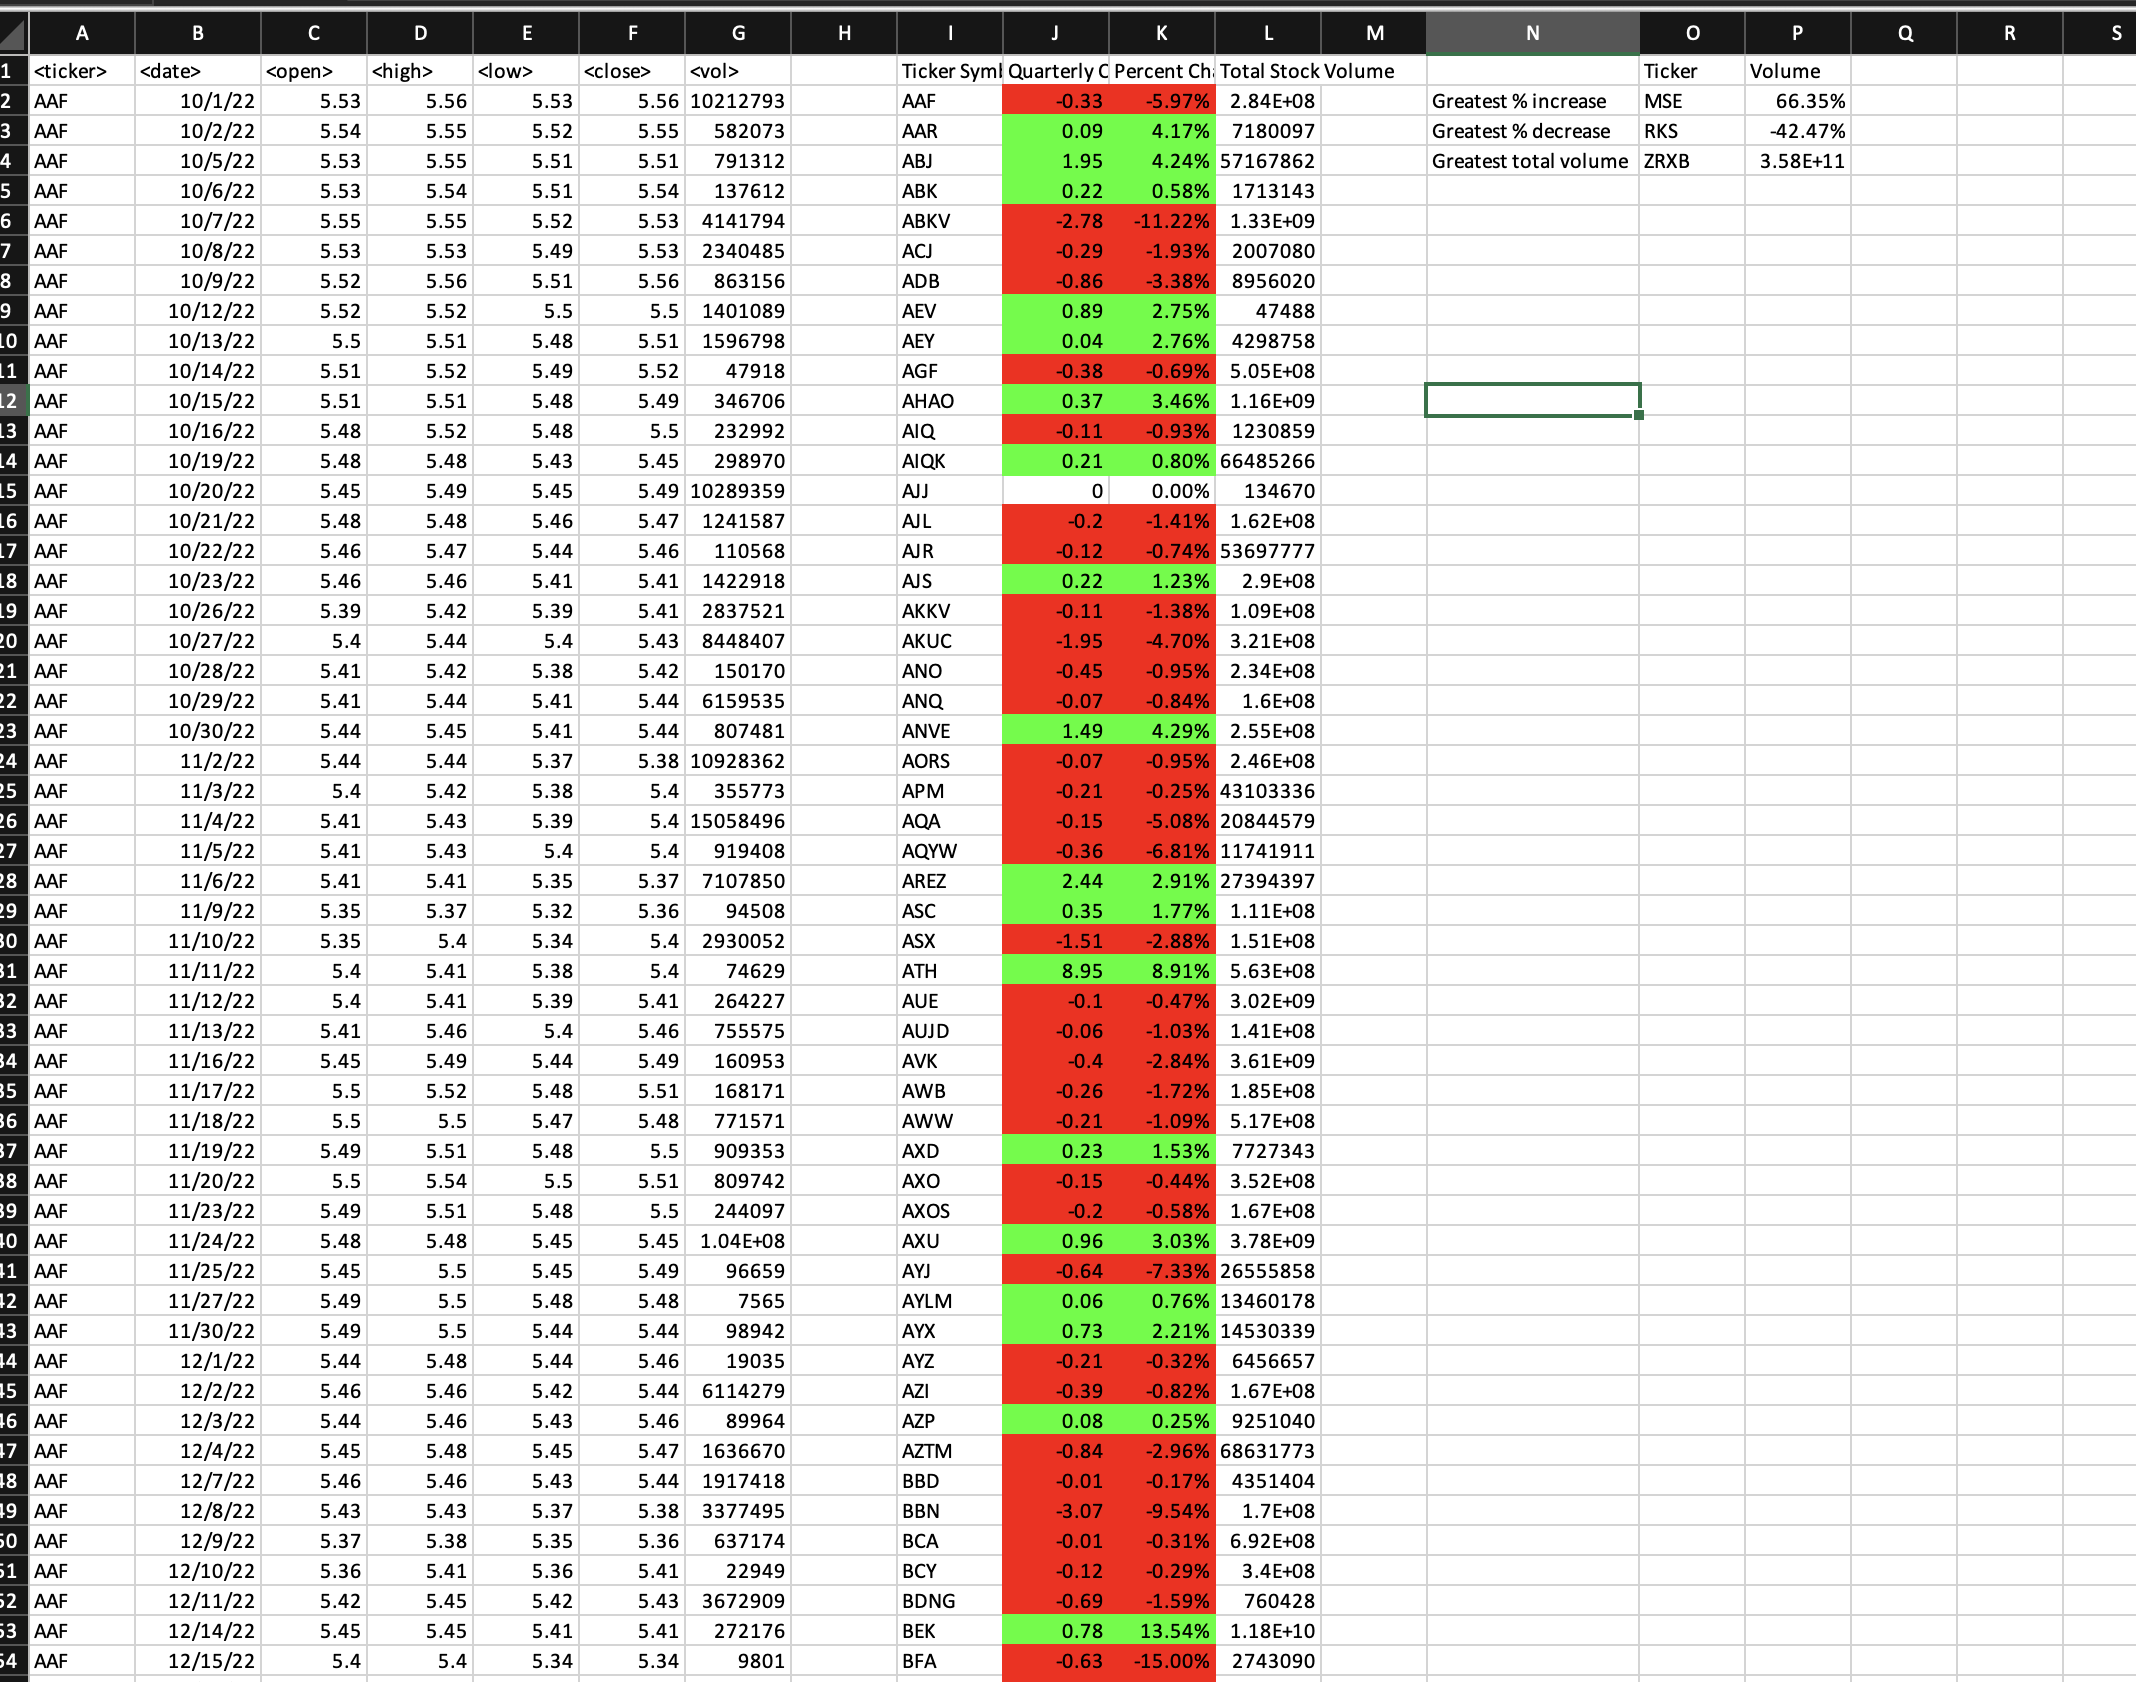 A B C D E F G H I J K L M N O P Q R S
1 <ticker> <date> <open> <high> <low> <close> <vol> Ticker Quarterly Percent Total Stock Volume Ticker Volume
2 AAF 10/1/22 5.53 5.56 5.53 5.56 10212793 AAF -0.33 -5.97% 2.84E+08 Greatest % increase MSE 66.35%
3 AAF 10/2/22 5.54 5.55 5.52 5.55 582073 AAR 0.09 4.17% 7180097 Greatest % decrease RKS -42.47%
4 AAF 10/5/22 5.53 5.55 5.51 5.51 791312 ABJ 1.95 4.24% 57167862 Greatest total volume ZRXB 3.58E+11
5 AAF 10/6/22 5.53 5.54 5.51 5.54 137612 ABK 0.22 0.58% 1713143
6 AAF 10/7/22 5.55 5.55 5.52 5.53 4141794 ABKV -2.78 -11.22% 1.33E+09
7 AAF 10/8/22 5.53 5.53 5.49 5.53 2340485 ACJ -0.29 -1.93% 2007080
8 AAF 10/9/22 5.52 5.56 5.51 5.56 863156 ADB -0.86 -3.38% 8956020
9 AAF 10/12/22 5.52 5.52 5.5 5.5 1401089 AEV 0.89 2.75% 47488
10 AAF 10/13/22 5.5 5.51 5.48 5.51 1596798 AEY 0.04 2.76% 4298758
11 AAF 10/14/22 5.51 5.52 5.49 5.52 47918 AGF -0.38 -0.69% 5.05E+08
12 AAF 10/15/22 5.51 5.51 5.48 5.49 346706 AHAO 0.37 3.46% 1.16E+09
13 AAF 10/16/22 5.48 5.52 5.48 5.5 232992 AIQ -0.11 -0.93% 1230859
14 AAF 10/19/22 5.48 5.48 5.43 5.45 298970 AIQK 0.21 0.80% 66485266
15 AAF 10/20/22 5.45 5.49 5.45 5.49 10289359 AJJ 0 0.00% 134670
16 AAF 10/21/22 5.48 5.48 5.46 5.47 1241587 AJL -0.2 -1.41% 1.62E+08
17 AAF 10/22/22 5.46 5.47 5.44 5.46 110568 AJR -0.12 -0.74% 53697777
18 AAF 10/23/22 5.46 5.46 5.41 5.41 1422918 AJS 0.22 1.23% 2.9E+08
19 AAF 10/26/22 5.39 5.42 5.39 5.41 2837521 AKKV -0.11 -1.38% 1.09E+08
20 AAF 10/27/22 5.4 5.44 5.4 5.43 8448407 AKUC -1.95 -4.70% 3.21E+08
21 AAF 10/28/22 5.41 5.42 5.38 5.42 150170 ANO -0.45 -0.95% 2.34E+08
22 AAF 10/29/22 5.41 5.44 5.41 5.44 6159535 ANQ -0.07 -0.84% 1.6E+08
23 AAF 10/30/22 5.44 5.45 5.41 5.44 807481 ANVE 1.49 4.29% 2.55E+08
24 AAF 11/2/22 5.44 5.44 5.37 5.38 10928362 AORS -0.07 -0.95% 2.46E+08
25 AAF 11/3/22 5.4 5.42 5.38 5.4 355773 APM -0.21 -0.25% 43103336
26 AAF 11/4/22 5.41 5.43 5.39 5.4 15058496 AQA -0.15 -5.08% 20844579
27 AAF 11/5/22 5.41 5.43 5.4 5.4 919408 AQYW -0.36 -6.81% 11741911
28 AAF 11/6/22 5.41 5.41 5.35 5.37 7107850 AREZ 2.44 2.91% 27394397
29 AAF 11/9/22 5.35 5.37 5.32 5.36 94508 ASC 0.35 1.77% 1.11E+08
30 AAF 11/10/22 5.35 5.4 5.34 5.4 2930052 ASX -1.51 -2.88% 1.51E+08
31 AAF 11/11/22 5.4 5.41 5.38 5.4 74629 ATH 8.95 8.91% 5.63E+08
32 AAF 11/12/22 5.4 5.41 5.39 5.41 264227 AUE -0.1 -0.47% 3.02E+09
33 AAF 11/13/22 5.41 5.46 5.4 5.46 755575 AUJD -0.06 -1.03% 1.41E+08
34 AAF 11/16/22 5.45 5.49 5.44 5.49 160953 AVK -0.4 -2.84% 3.61E+09
35 AAF 11/17/22 5.5 5.52 5.48 5.51 168171 AWB -0.26 -1.72% 1.85E+08
36 AAF 11/18/22 5.5 5.5 5.47 5.48 771571 AWW -0.21 -1.09% 5.17E+08
37 AAF 11/19/22 5.49 5.51 5.48 5.5 909353 AXD 0.23 1.53% 7727343
38 AAF 11/20/22 5.5 5.54 5.5 5.51 809742 AXO -0.15 -0.44% 3.52E+08
39 AAF 11/23/22 5.49 5.51 5.48 5.5 244097 AXOS -0.2 -0.58% 1.67E+08
40 AAF 11/24/22 5.48 5.48 5.45 5.45 1.04E+08 AXU 0.96 3.03% 3.78E+09
41 AAF 11/25/22 5.45 5.5 5.45 5.49 96659 AYJ -0.64 -7.33% 26555858
42 AAF 11/27/22 5.49 5.5 5.48 5.48 7565 AYLM 0.06 0.76% 13460178
43 AAF 11/30/22 5.49 5.5 5.44 5.44 98942 AYX 0.73 2.21% 14530339
44 AAF 12/1/22 5.44 5.48 5.44 5.46 19035 AYZ -0.21 -0.32% 6456657
45 AAF 12/2/22 5.46 5.46 5.42 5.44 6114279 AZI -0.39 -0.82% 1.67E+08
46 AAF 12/3/22 5.44 5.46 5.43 5.46 89964 AZP 0.08 0.25% 9251040
47 AAF 12/4/22 5.45 5.48 5.45 5.47 1636670 AZTM -0.84 -2.96% 68631773
48 AAF 12/7/22 5.46 5.46 5.43 5.44 1917418 BBD -0.01 -0.17% 4351404
49 AAF 12/8/22 5.43 5.43 5.37 5.38 3377495 BBN -3.07 -9.54% 1.7E+08
50 AAF 12/9/22 5.37 5.38 5.35 5.36 637174 BCA -0.01 -0.31% 6.92E+08
51 AAF 12/10/22 5.36 5.41 5.36 5.41 22949 BCY -0.12 -0.29% 3.4E+08
52 AAF 12/11/22 5.42 5.45 5.42 5.43 3672909 BDNG -0.69 -1.59% 760428
53 AAF 12/14/22 5.45 5.45 5.41 5.41 272176 BEK 0.78 13.54% 1.18E+10
54 AAF 12/15/22 5.4 5.4 5.34 5.34 9801 BFA -0.63 -15.00% 2743090